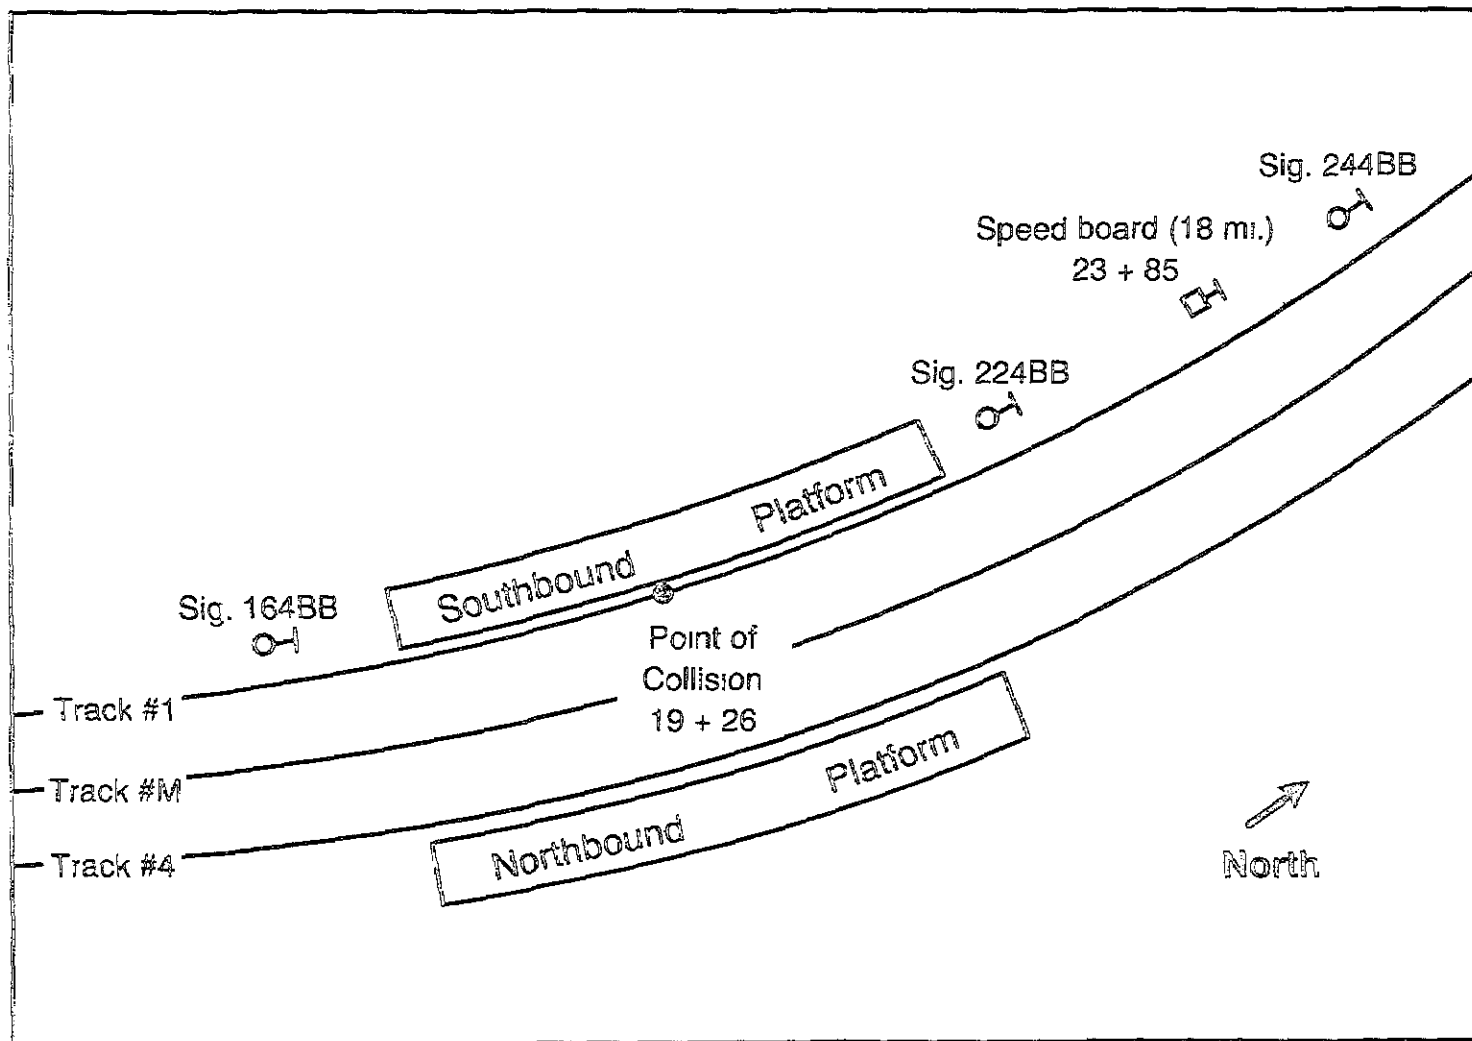 Sig. 244BB
Speed board (18 mi.)
23 + 85
Sig. 224BB
Southbound Platform
Sig. 164BB
Point of
Collision
19 + 26
Track #1
Track #M
Track #4
Northbound Platform
North